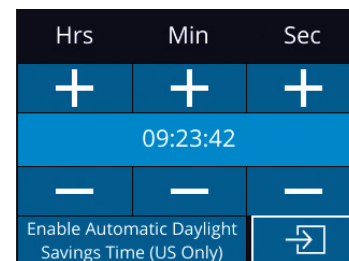 Hrs Min Sec
+ + +
09:23:42
— — —
Enable Automatic Daylight
Savings Time (US Only)